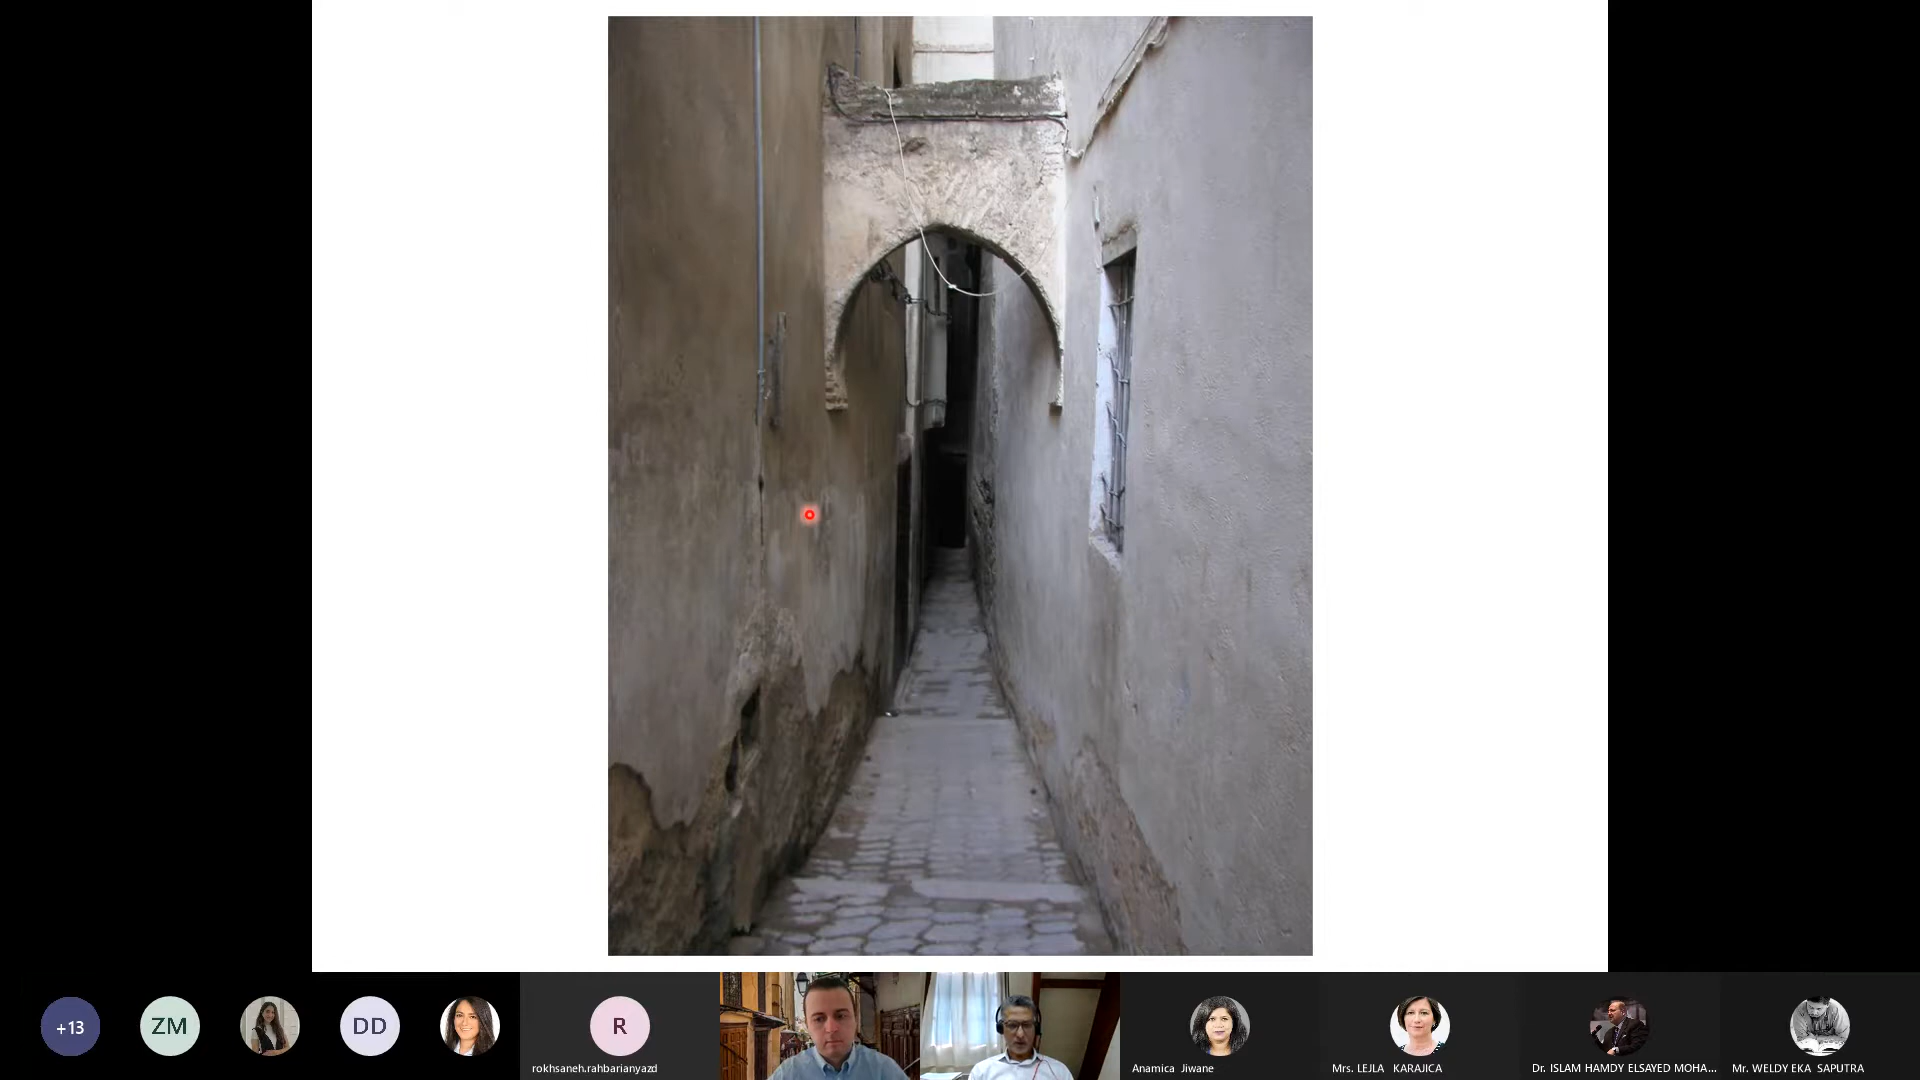 +13
ZM
DD
R
rokhsaneh.rahbarianyazd
Anamica Jiwane
Mrs. LEJLA KARAJICA
Dr. ISLAM HAMDY ELSAYED MOHA...
Mr. WELDY EKA SAPUTRA